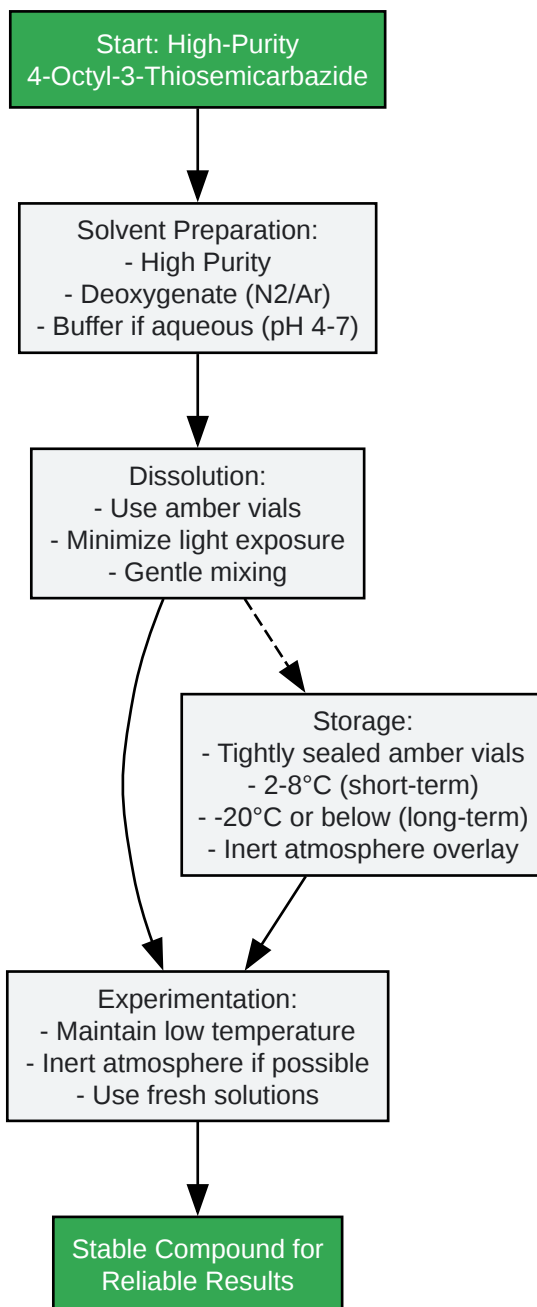 Start: High-Purity
4-Octyl-3-Thiosemicarbazide
Solvent Preparation:
- High Purity
- Deoxygenate (N2/Ar)
- Buffer if aqueous (pH 4-7)
Dissolution:
- Use amber vials
- Minimize light exposure
- Gentle mixing
Storage:
- Tightly sealed amber vials
- 2-8°C (short-term)
- -20°C or below (long-term)
- Inert atmosphere overlay
Experimentation:
- Maintain low temperature
- Inert atmosphere if possible
- Use fresh solutions
Stable Compound for
Reliable Results